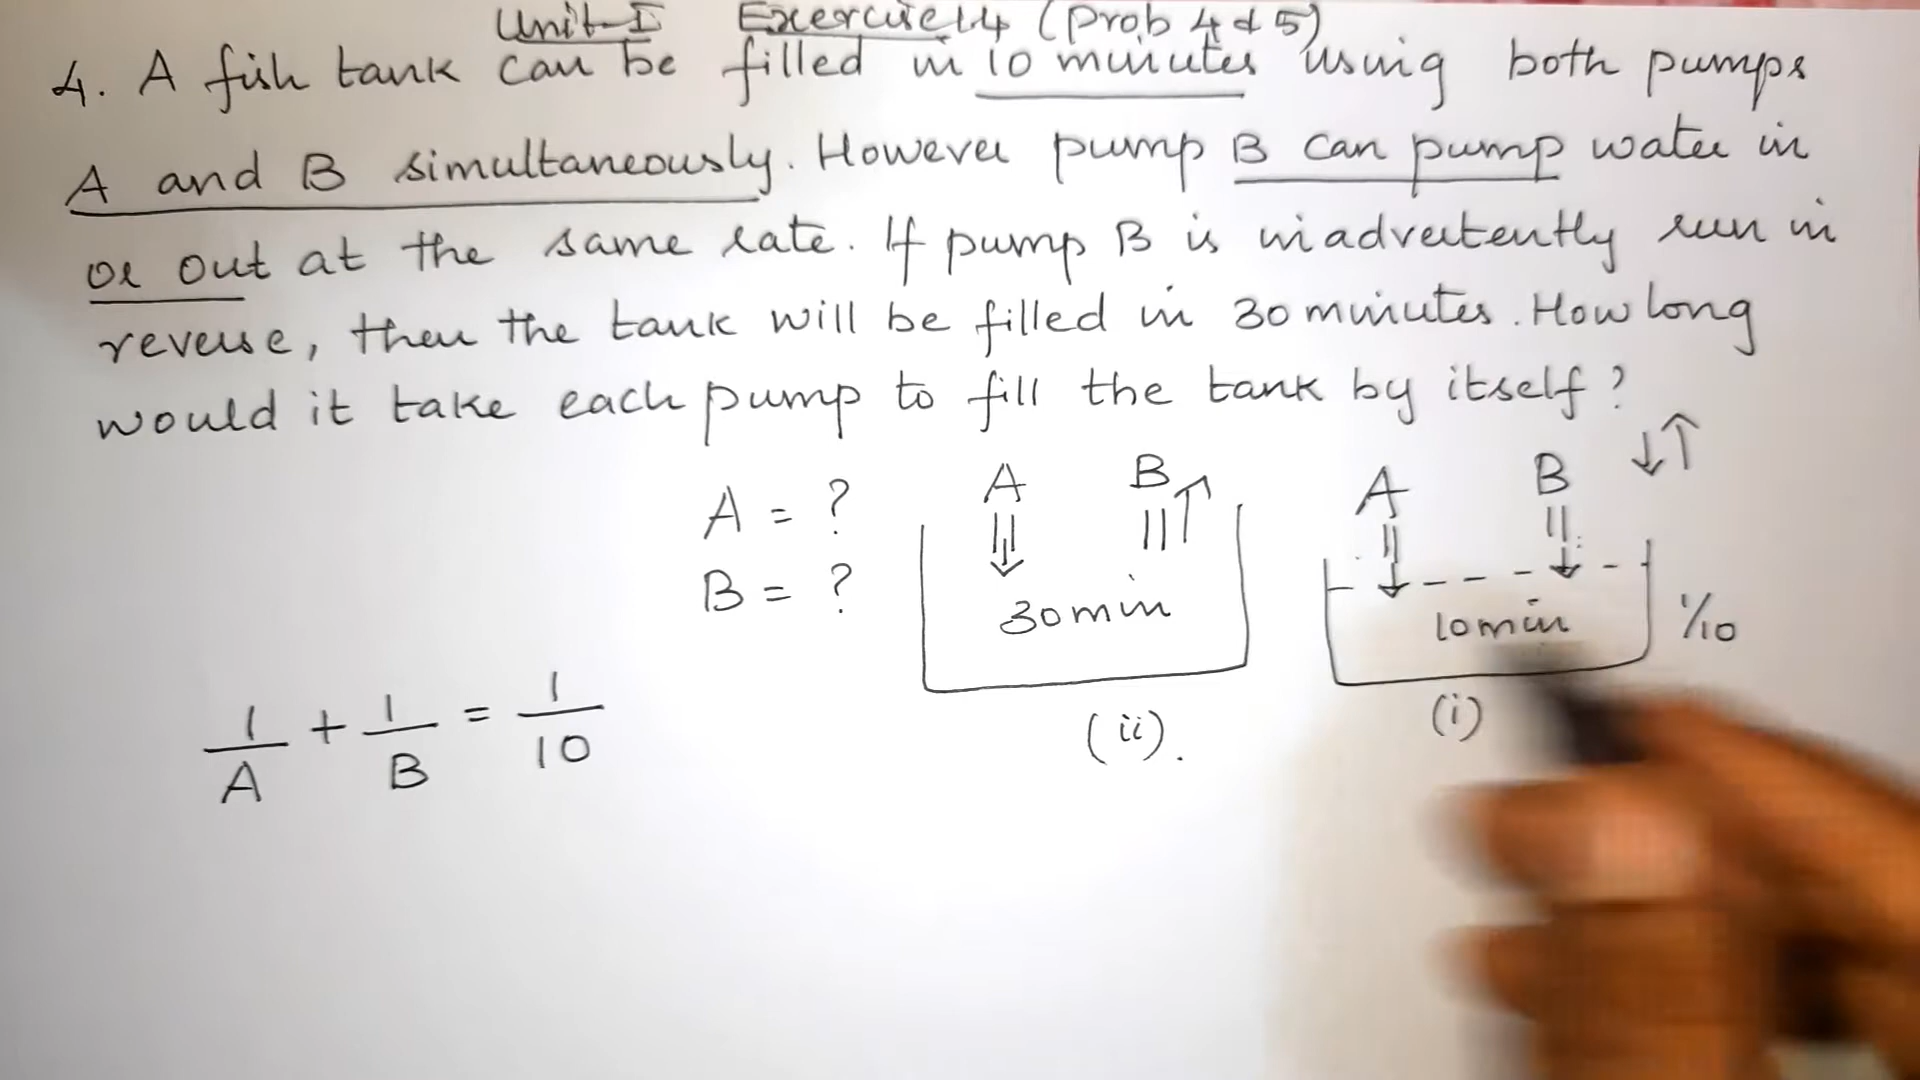 Unit-I Exercise 1.4 (Prob 4 & 5)
4. A fish tank can be filled in 10 minutes using both pumps
A and B simultaneously. However pump B can pump water in
or out at the same rate. If pump B is inadvertently run in
reverse, then the tank will be filled in 30 minutes. How long
would it take each pump to fill the tank by itself?
A = ?
B = ?
A B
30 min
(ii).
A B
10 min
1/10
(i)
1/A + 1/B = 1/10